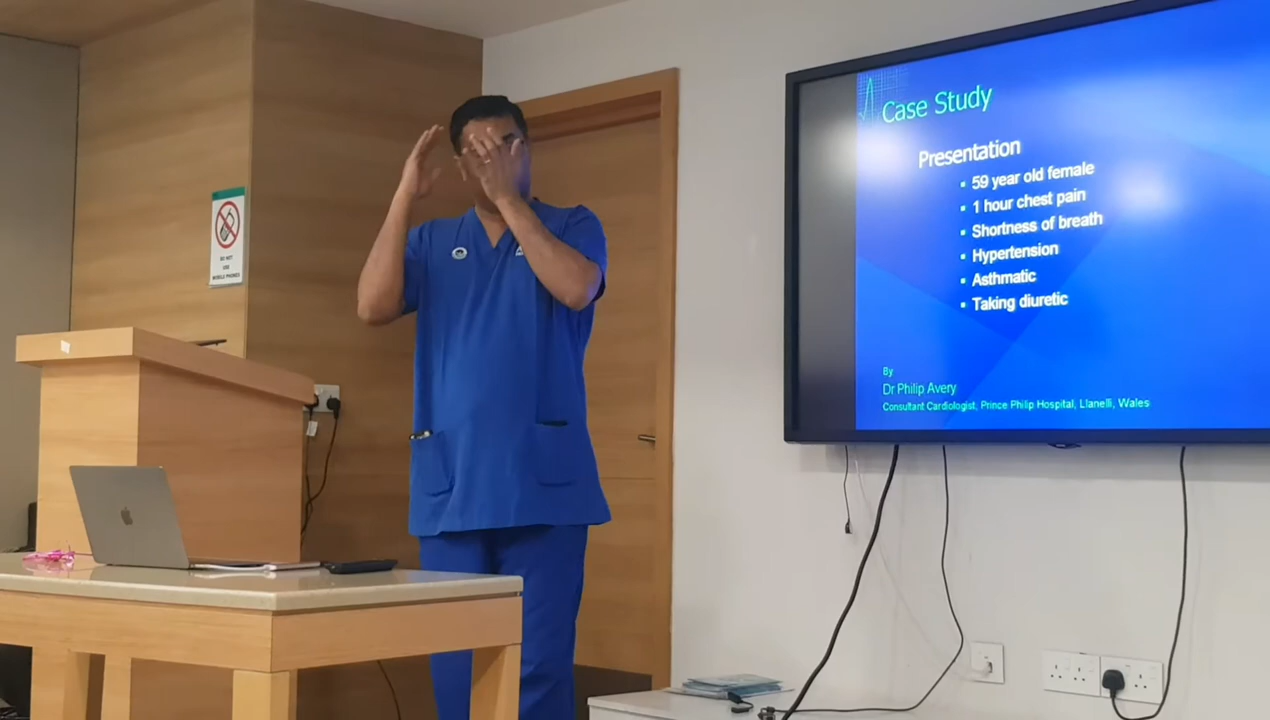 DO NOT
USE
MOBILE PHONES
Case Study
Presentation
59 year old female
1 hour chest pain
Shortness of breath
Hypertension
Asthmatic
Taking diuretic
By
Dr Philip Avery
Consultant Cardiologist, Prince Philip Hospital, Llanelli, Wales